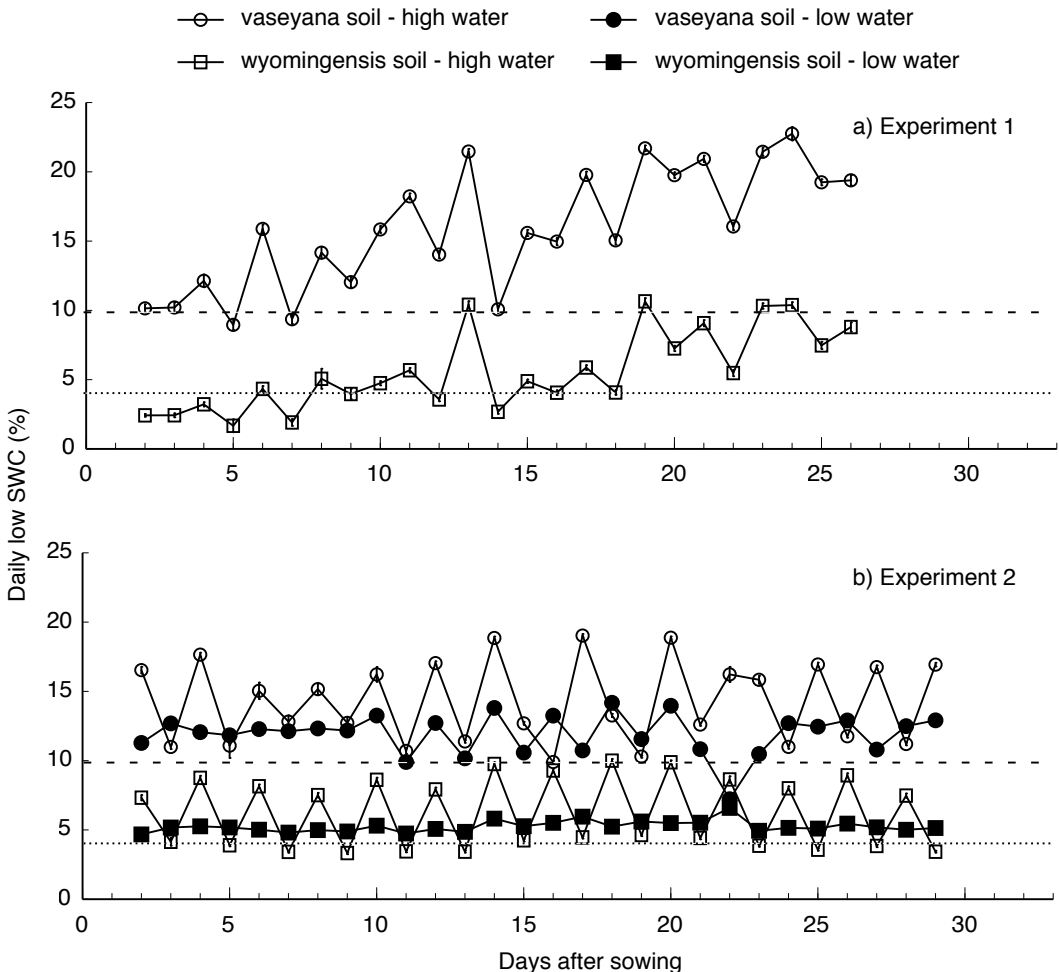 vaseyana soil - high water
vaseyana soil - low water
wyomingensis soil - high water
wyomingensis soil - low water
25
20
15
10
5
0
a) Experiment 1
0 5 10 15 20 25 30
Daily low SWC (%)
25
20
15
10
5
0
b) Experiment 2
0 5 10 15 20 25 30
Days after sowing